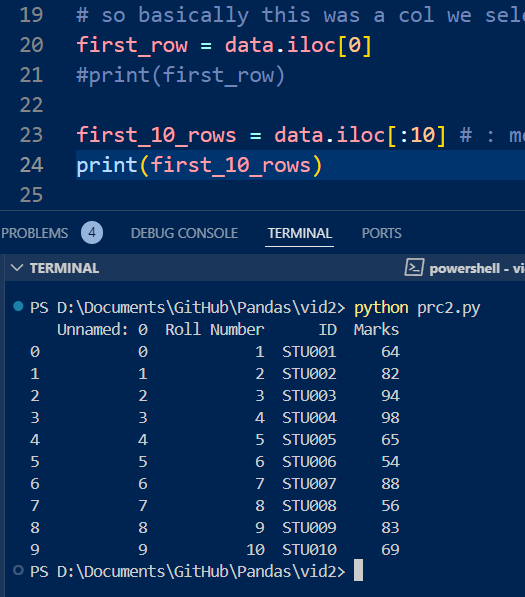 19 # so basically this was a col we sel
20 first_row = data.iloc[0]
21 #print(first_row)
22
23 first_10_rows = data.iloc[:10] # : m
24 print(first_10_rows)
25
PROBLEMS 4 DEBUG CONSOLE TERMINAL PORTS
TERMINAL powershell - vi
PS D:\Documents\GitHub\Pandas\vid2> python prc2.py
Unnamed: 0 Roll Number ID Marks
0 0 1 STU001 64
1 1 2 STU002 82
2 2 3 STU003 94
3 3 4 STU004 98
4 4 5 STU005 65
5 5 6 STU006 54
6 6 7 STU007 88
7 7 8 STU008 56
8 8 9 STU009 83
9 9 10 STU010 69
PS D:\Documents\GitHub\Pandas\vid2>